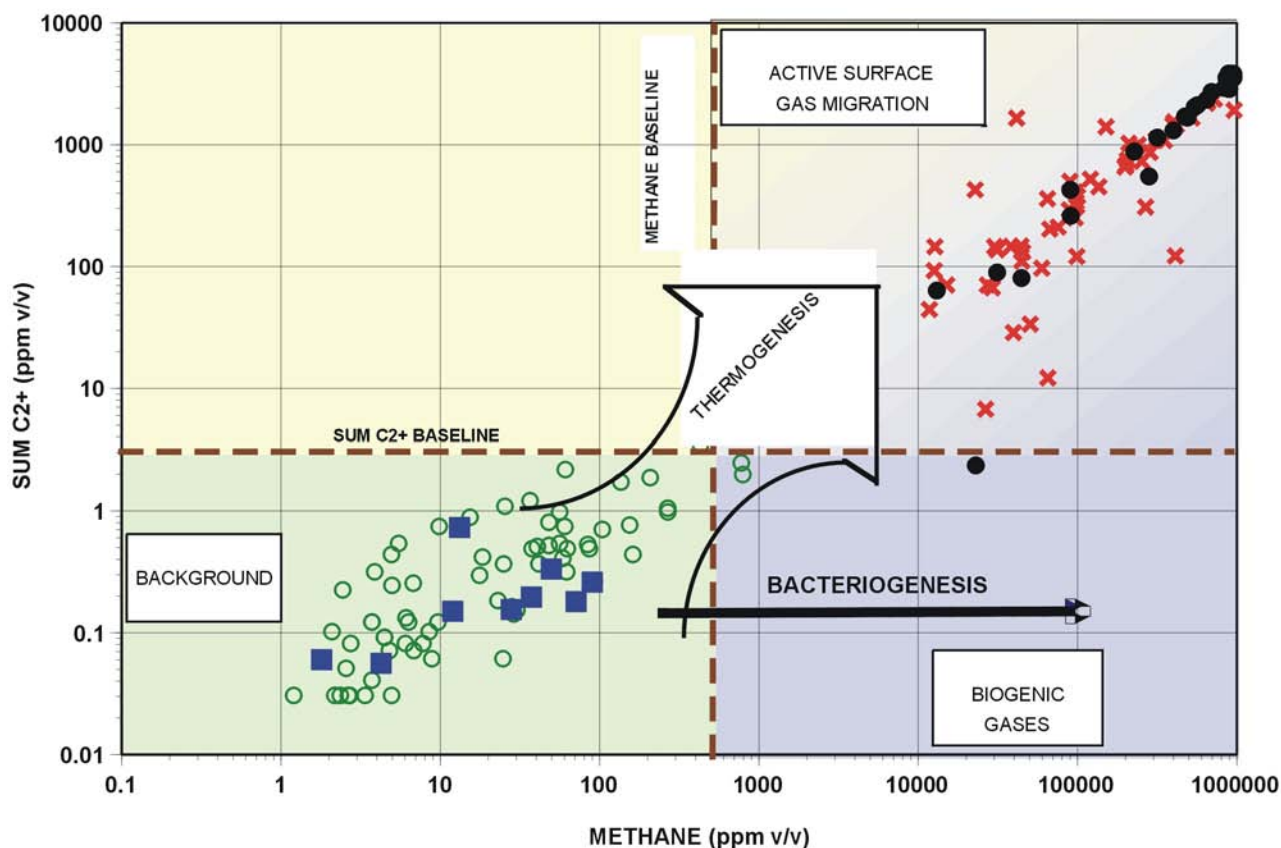 10000
1000
100
10
1
0.1
0.01
SUM C2+ (ppm v/v)
METHANE BASELINE
ACTIVE SURFACE
GAS MIGRATION
THERMOGENESIS
SUM C2+ BASELINE
BACKGROUND
BACTERIOGENESIS
BIOGENIC
GASES
0.1 1 10 100 1000 10000 100000 1000000
METHANE (ppm v/v)